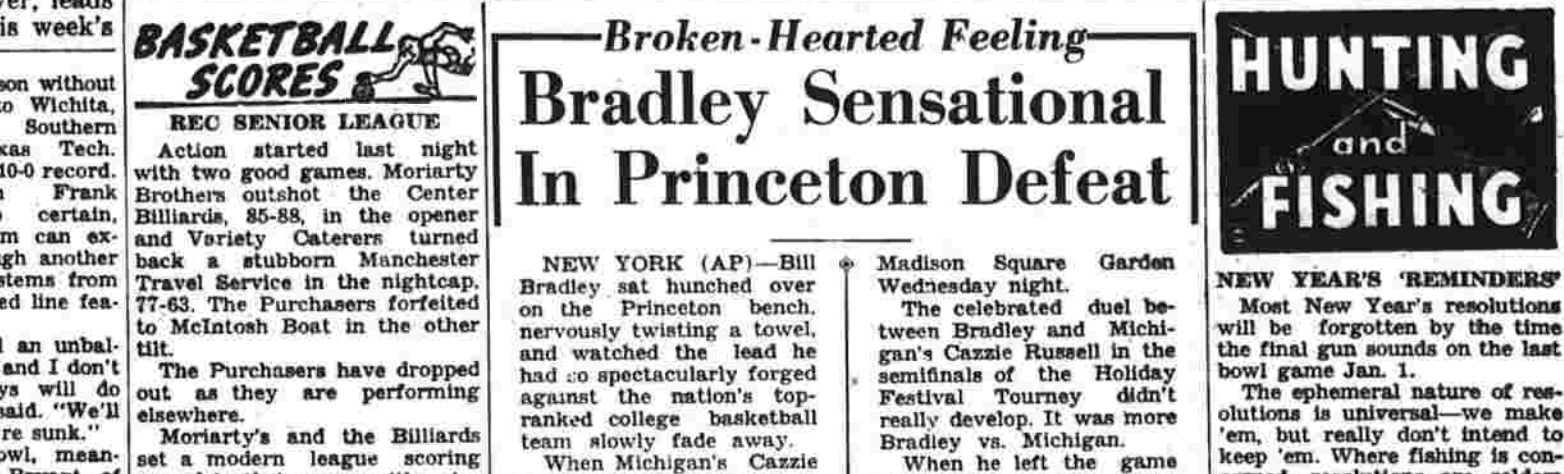 ver, leads
is week's
son without
to Wichita,
Southern
xas Tech.
10-0 record.
Frank
certain,
m can ex-
gh another
stems from
ed line fea-
an unbal-
and I don't
ys will do
said. "We'll
re sunk."
owl, mean-
Bryant of
BASKETBALL
SCORES
REC SENIOR LEAGUE
Action started last night
with two good games. Moriarty
Brothers outshot the Center
Billiards, 85-88, in the opener
and Variety Caterers turned
back a stubborn Manchester
Travel Service in the nightcap,
77-63. The Purchasers forfeited
to McIntosh Boat in the other
tilt.
The Purchasers have dropped
out as they are performing
elsewhere.
Moriarty's and the Billiards
set a modern league scoring
Broken-Hearted Feeling
Bradley Sensational
In Princeton Defeat
NEW YORK (AP)—Bill
Bradley sat hunched over
on the Princeton bench,
nervously twisting a towel,
and watched the lead he
had so spectacularly forged
against the nation's top-
ranked college basketball
team slowly fade away.
When Michigan's Cazzie
Madison Square Garden
Wednesday night.
The celebrated duel be-
tween Bradley and Michi-
gan's Cazzie Russell in the
semifinals of the Holiday
Festival Tourney didn't
really develop. It was more
Bradley vs. Michigan.
When he left the game
HUNTING
and
FISHING
NEW YEAR'S 'REMINDERS'
Most New Year's resolutions
will be forgotten by the time
the final gun sounds on the last
bowl game Jan. 1.
The ephemeral nature of res-
olutions is universal—we make
'em, but really don't intend to
keep 'em. Where fishing is con-